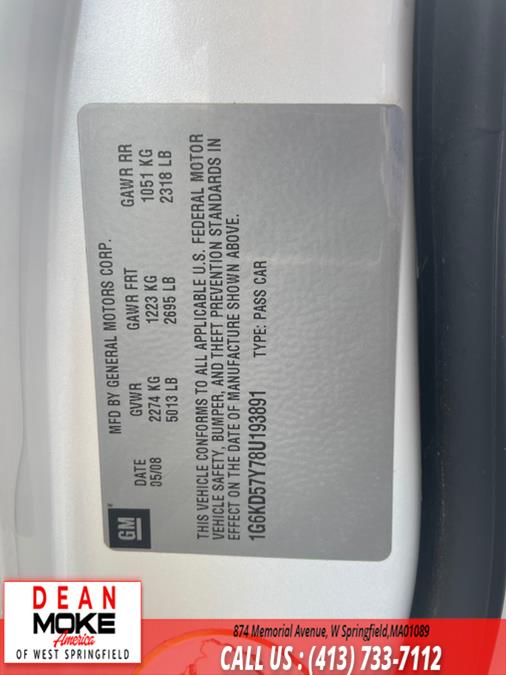 GM
MFD BY GENERAL MOTORS CORP.
DATE GVWR GAWR FRT GAWR RR
05/08 2274 KG 1223 KG 1051 KG
5013 LB 2695 LB 2318 LB
THIS VEHICLE CONFORMS TO ALL APPLICABLE U.S. FEDERAL MOTOR
VEHICLE SAFETY, BUMPER, AND THEFT PREVENTION STANDARDS IN
EFFECT ON THE DATE OF MANUFACTURE SHOWN ABOVE.
1G6KD57Y78U193891 TYPE: PASS CAR
DEAN
MOKE
America
OF WEST SPRINGFIELD
874 Memorial Avenue, W Springfield,MA01089
CALL US : (413) 733-7112